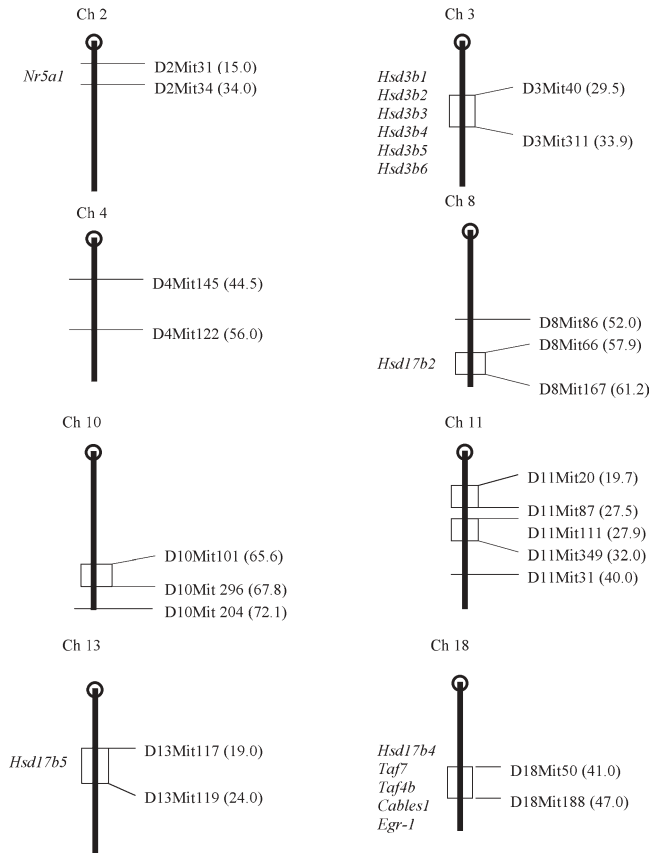 Ch 2
Nr5a1
D2Mit31 (15.0)
D2Mit34 (34.0)
Ch 3
Hsd3b1
Hsd3b2
Hsd3b3
Hsd3b4
Hsd3b5
Hsd3b6
D3Mit40 (29.5)
D3Mit311 (33.9)
Ch 4
D4Mit145 (44.5)
D4Mit122 (56.0)
Ch 8
Hsd17b2
D8Mit86 (52.0)
D8Mit66 (57.9)
D8Mit167 (61.2)
Ch 10
D10Mit101 (65.6)
D10Mit 296 (67.8)
D10Mit 204 (72.1)
Ch 11
D11Mit20 (19.7)
D11Mit87 (27.5)
D11Mit111 (27.9)
D11Mit349 (32.0)
D11Mit31 (40.0)
Ch 13
Hsd17b5
D13Mit117 (19.0)
D13Mit119 (24.0)
Ch 18
Hsd17b4
Taf7
Taf4b
Cables1
Egr-1
D18Mit50 (41.0)
D18Mit188 (47.0)